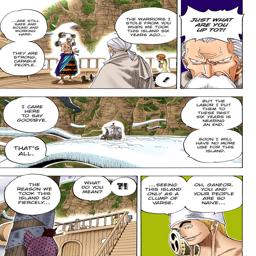 THE WARRIORS I
STOLE FROM YOU
WHEN WE TOOK
THIS ISLAND SIX
YEARS AGO...
...ARE STILL
SAFE AND
SOUND AND
WORKING
HARD.
THEY ARE
STRONG,
CAPABLE
PEOPLE.
JUST WHAT
ARE YOU
UP TO?!
I CAME
HERE TO
SAY
GOODBYE.
THAT'S
ALL.
BUT THE
LABOR I PUT
THEM TO
THESE PAST
SIX YEARS IS
NEARING
AN END.
SOON I WILL
HAVE NO MORE
USE FOR THIS
ISLAND.
?!
WHAT DO
YOU
MEAN?
THE REASON
WE TOOK
THIS ISLAND
SO
FIERCELY...
OH, GANFOR.
YOU AND YOUR
PEOPLE ARE
SO
NAIVE...
...SEEING
THIS ISLAND
ONLY AS A
CLUMP OF
VARSE.